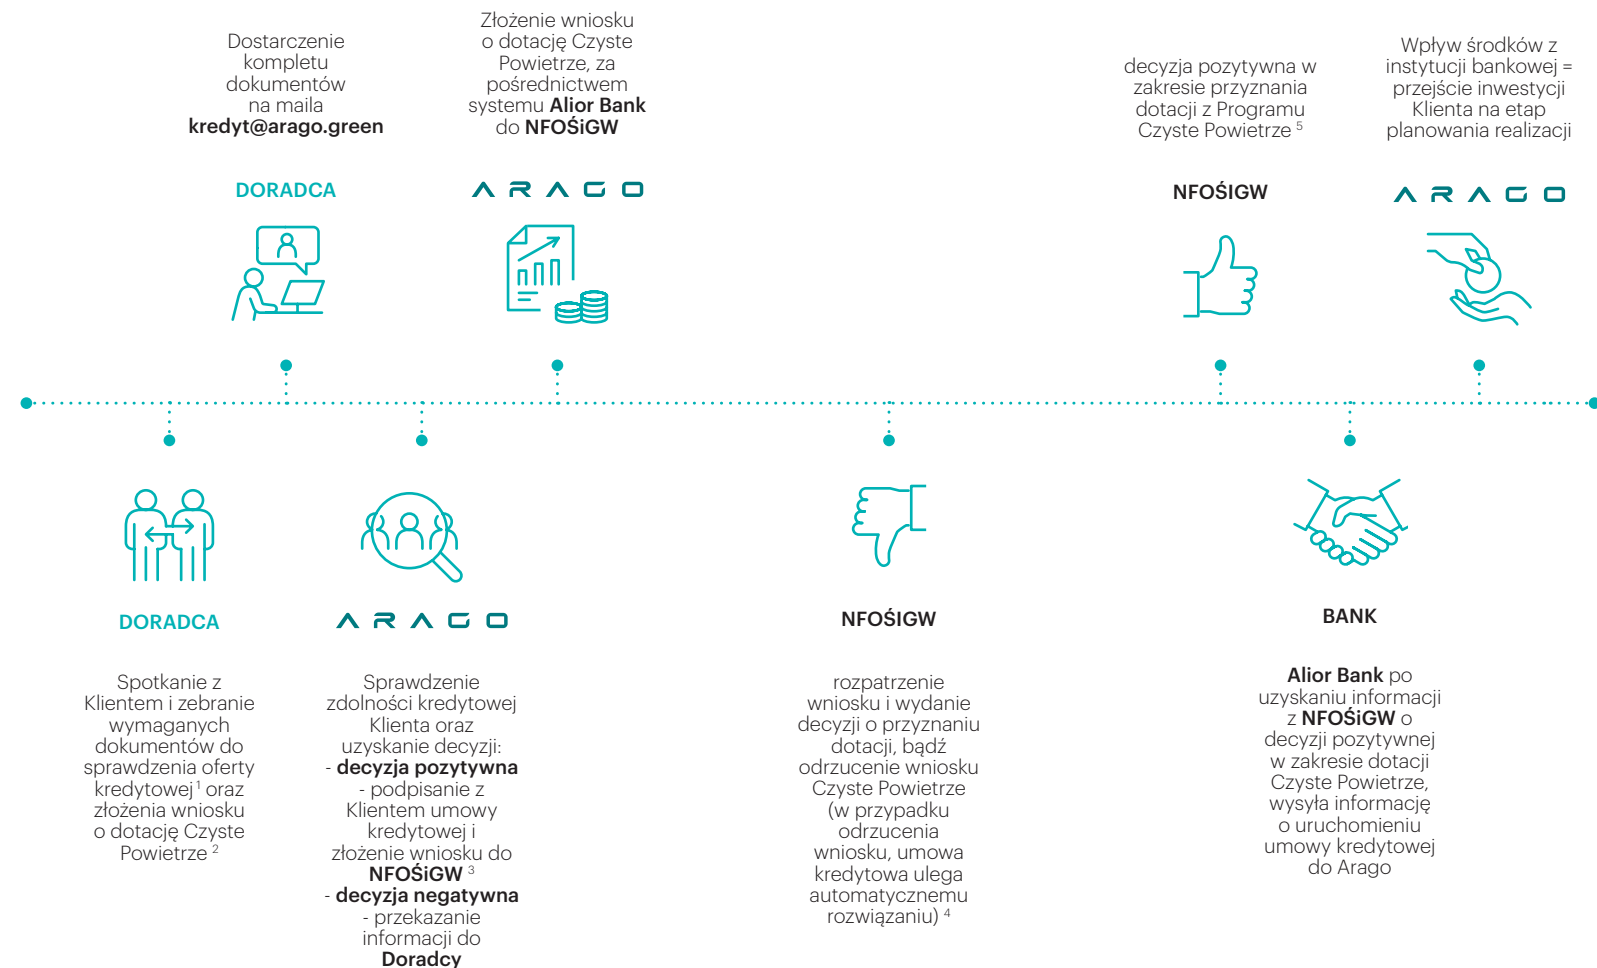 Dostarczenie
kompletu
dokumentów
na maila
kredyt@arago.green
DORADCA
Złożenie wniosku
o dotację Czyste
Powietrze, za
pośrednictwem
systemu Alior Bank
do NFOŚiGW
ARAGO
decyzja pozytywna w
zakresie przyznania
dotacji z Programu
Czyste Powietrze 5
NFOŚIGW
Wpływ środków z
instytucji bankowej =
przejście inwestycji
Klienta na etap
planowania realizacji
ARAGO
DORADCA
Spotkanie z
Klientem i zebranie
wymaganych
dokumentów do
sprawdzenia oferty
kredytowej 1 oraz
złożenia wniosku
o dotację Czyste
Powietrze 2
ARAGO
Sprawdzenie
zdolności kredytowej
Klienta oraz
uzyskanie decyzji:
- decyzja pozytywna
- podpisanie z
Klientem umowy
kredytowej i
złożenie wniosku do
NFOŚiGW 3
- decyzja negatywna
- przekazanie
informacji do
Doradcy
NFOŚIGW
rozpatrzenie
wniosku i wydanie
decyzji o przyznaniu
dotacji, bądź
odrzucenie wniosku
Czyste Powietrze
(w przypadku
odrzucenia
wniosku, umowa
kredytowa ulega
automatycznemu
rozwiązaniu) 4
BANK
Alior Bank po
uzyskaniu informacji
z NFOŚiGW o
decyzji pozytywnej
w zakresie dotacji
Czyste Powietrze,
wysyła informację
o uruchomieniu
umowy kredytowej
do Arago